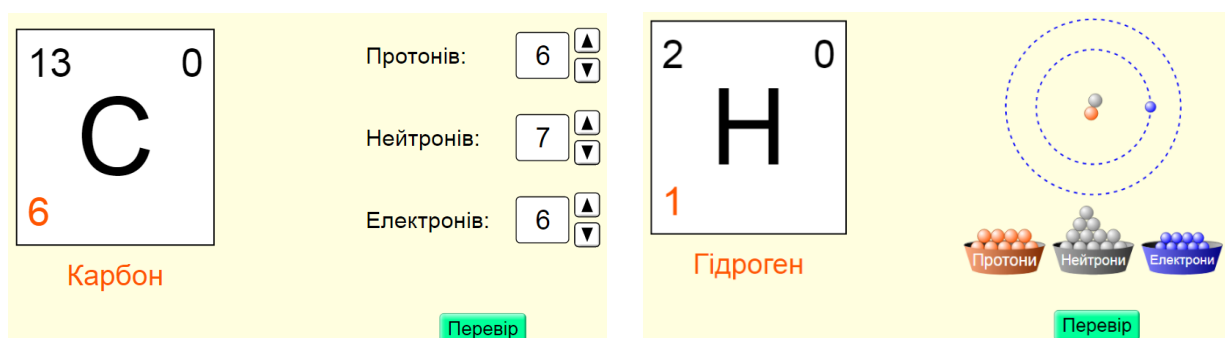 13 0
C
6
Карбон
Протонів: 6
Нейтронів: 7
Електронів: 6
Перевір
2 0
H
1
Гідроген
Протони Нейтрони Електрони
Перевір